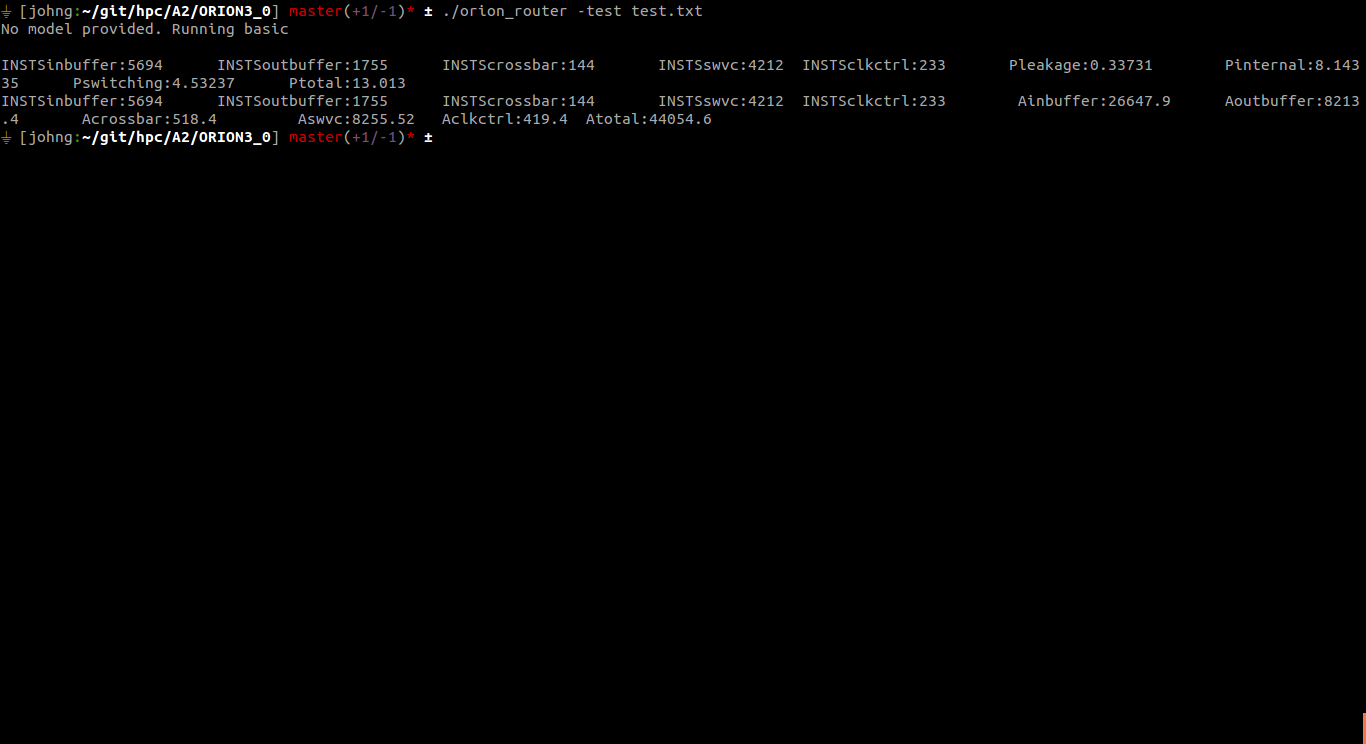 ⏚ [johng:~/git/hpc/A2/ORION3_0] master(+1/-1)* ± ./orion_router -test test.txt
No model provided. Running basic
INSTSinbuffer:5694 INSTSoutbuffer:1755 INSTScrossbar:144 INSTSswvc:4212 INSTSclkctrl:233 Pleakage:0.33731 Pinternal:8.143
35 Pswitching:4.53237 Ptotal:13.013
INSTSinbuffer:5694 INSTSoutbuffer:1755 INSTScrossbar:144 INSTSswvc:4212 INSTSclkctrl:233 Ainbuffer:26647.9 Aoutbuffer:8213
.4 Acrossbar:518.4 Aswvc:8255.52 Aclkctrl:419.4 Atotal:44054.6
⏚ [johng:~/git/hpc/A2/ORION3_0] master(+1/-1)* ±